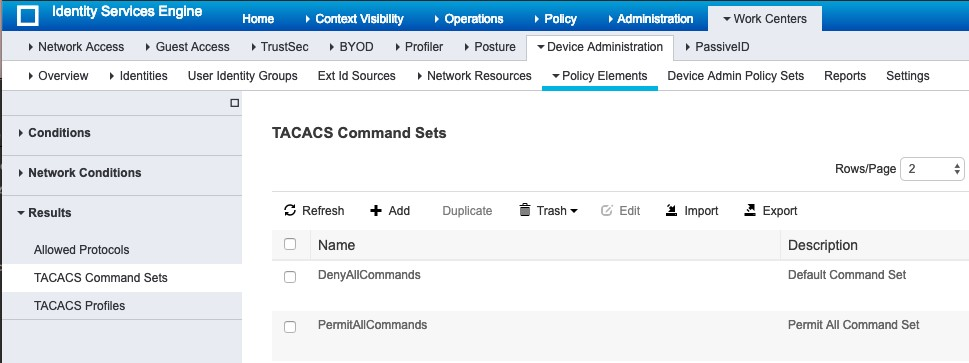 Identity Services Engine Home Context Visibility Operations Policy Administration Work Centers
Network Access Guest Access TrustSec BYOD Profiler Posture Device Administration PassiveID
Overview Identities User Identity Groups Ext Id Sources Network Resources Policy Elements Device Admin Policy Sets Reports Settings
Conditions
Network Conditions
Results
Allowed Protocols
TACACS Command Sets
TACACS Profiles
TACACS Command Sets
Rows/Page 2
Refresh Add Duplicate Trash Edit Import Export
Name Description
DenyAllCommands Default Command Set
PermitAllCommands Permit All Command Set